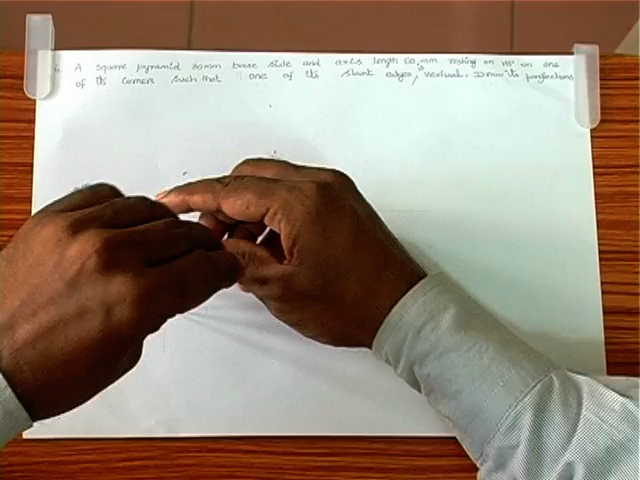 6. A square pyramid 30mm base side and axis length 60mm resting on HP on one
of its corners such that one of its slant edges is vertical. Draw its projections